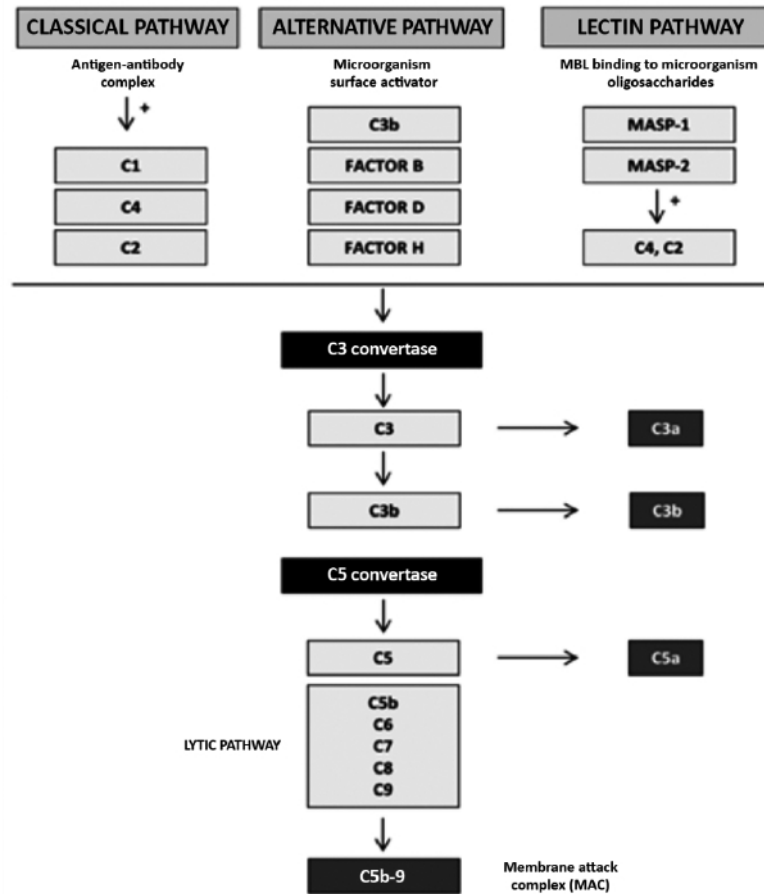 CLASSICAL PATHWAY
ALTERNATIVE PATHWAY
LECTIN PATHWAY
Antigen-antibody
complex
Microorganism
surface activator
MBL binding to microorganism
oligosaccharides
+
C1
C4
C2
C3b
FACTOR B
FACTOR D
FACTOR H
MASP-1
MASP-2
+
C4, C2
C3 convertase
C3
C3a
C3b
C3b
C5 convertase
C5
C5a
LYTIC PATHWAY
C5b
C6
C7
C8
C9
C5b-9
Membrane attack
complex (MAC)